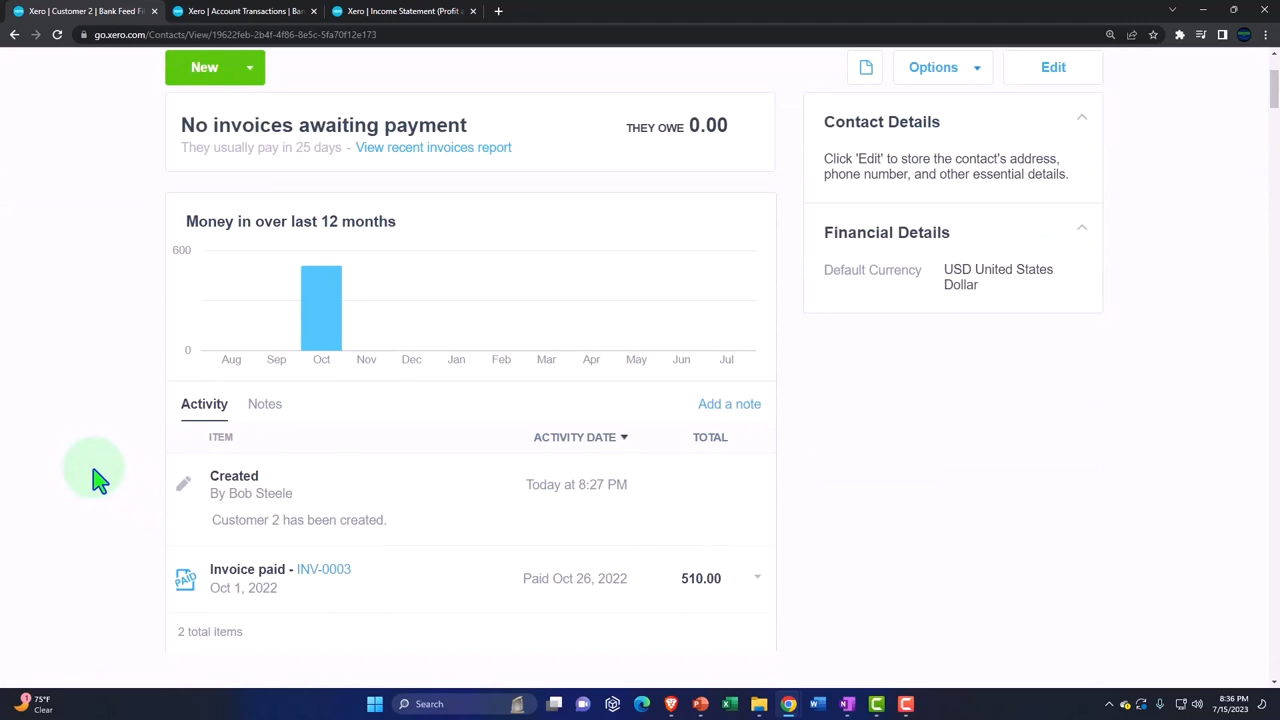 Xero | Customer 2 | Bank Feed Fil
Xero | Account Transactions | Ban
Xero | Income Statement (Profit a
go.xero.com/Contacts/View/19622feb-2b4f-4f86-8e5c-5fa70f12e173
New
Options
Edit
No invoices awaiting payment
THEY OWE 0.00
They usually pay in 25 days - View recent invoices report
Contact Details
Click 'Edit' to store the contact's address,
phone number, and other essential details.
Financial Details
Default Currency
USD United States
Dollar
Money in over last 12 months
600
0
Aug Sep Oct Nov Dec Jan Feb Mar Apr May Jun Jul
Activity Notes Add a note
ITEM ACTIVITY DATE TOTAL
Created
By Bob Steele
Today at 8:27 PM
Customer 2 has been created.
PAID
Invoice paid - INV-0003
Oct 1, 2022
Paid Oct 26, 2022
510.00
2 total items
75°F
Clear
Search
8:36 PM
7/15/2023